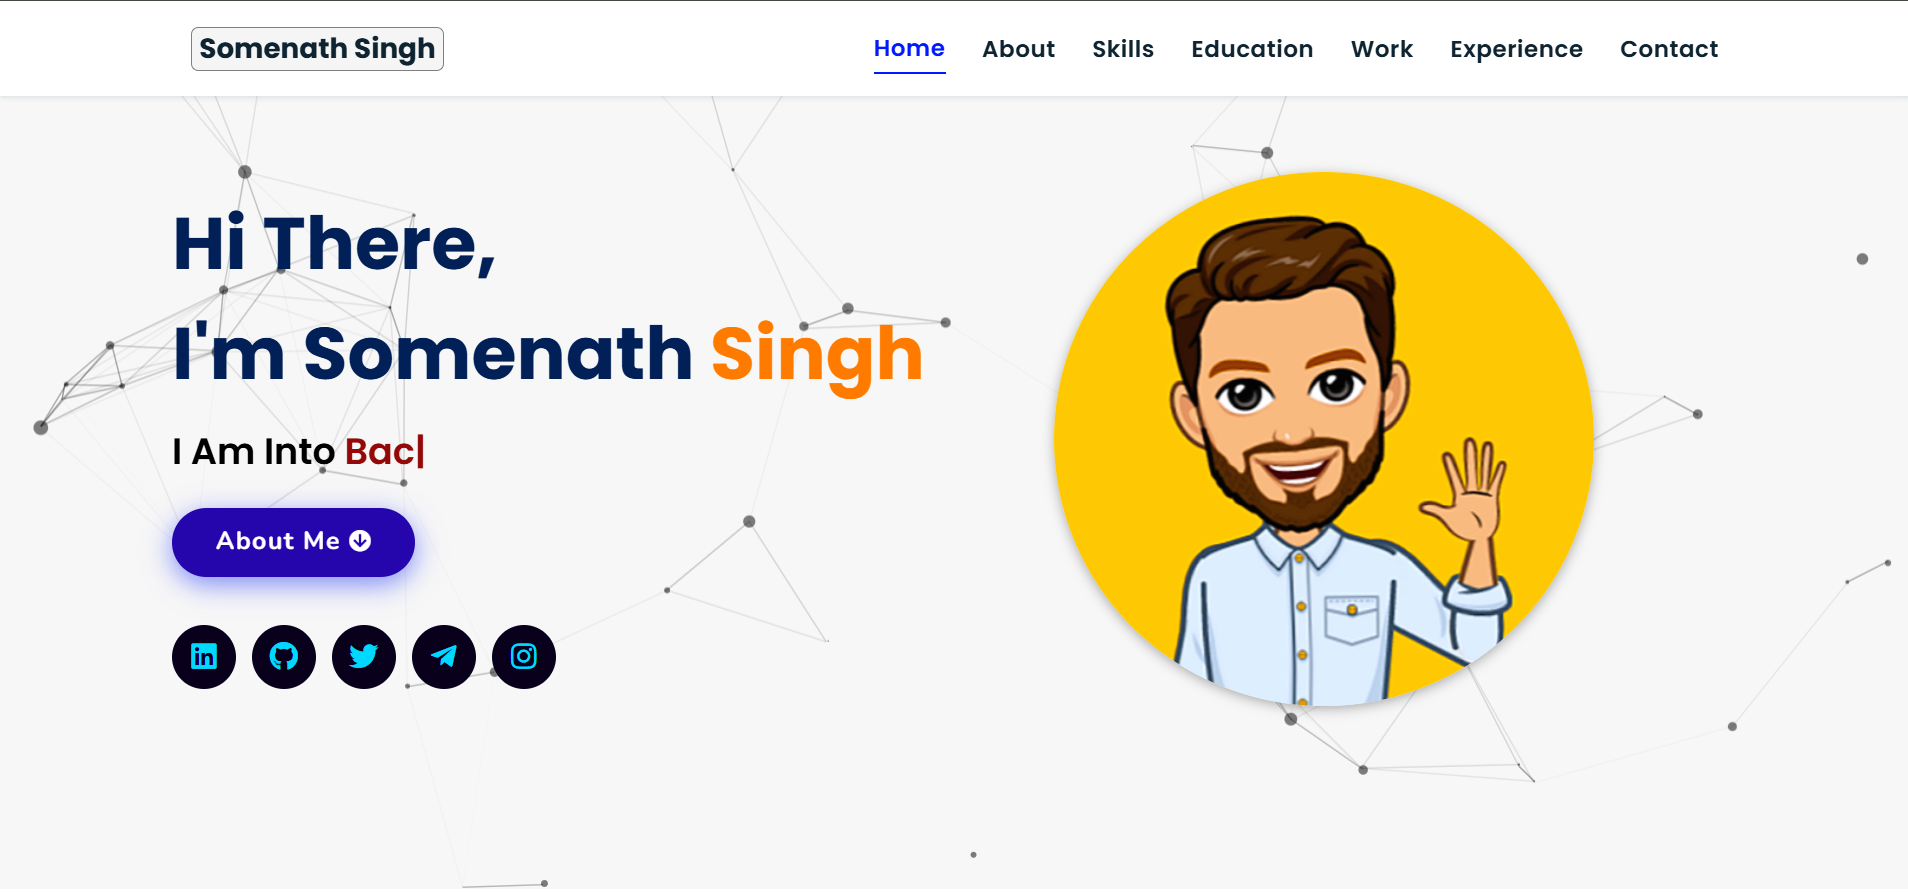 Somenath Singh
Home About Skills Education Work Experience Contact
Hi There,
I'm Somenath Singh
I Am Into Bac|
About Me